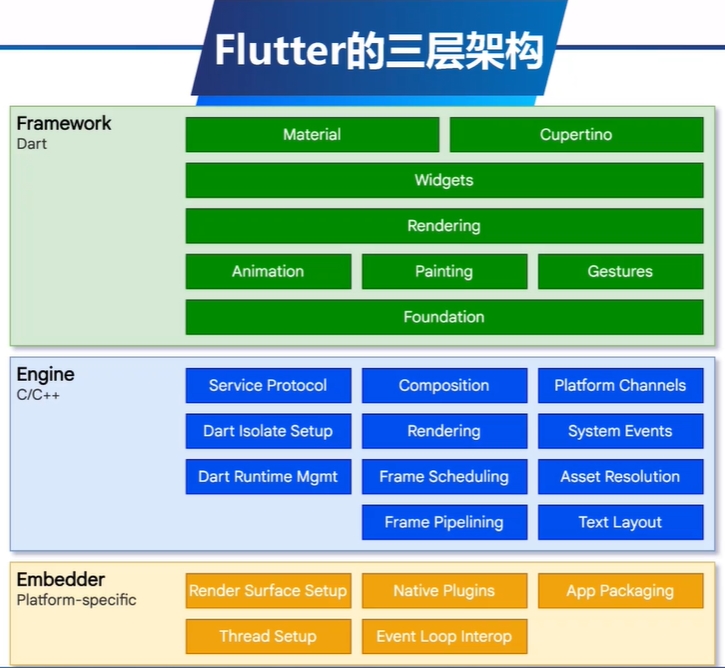 Flutter的三层架构
Framework
Dart
Material
Cupertino
Widgets
Rendering
Animation
Painting
Gestures
Foundation
Engine
C/C++
Service Protocol
Composition
Platform Channels
Dart Isolate Setup
Rendering
System Events
Dart Runtime Mgmt
Frame Scheduling
Asset Resolution
Frame Pipelining
Text Layout
Embedder
Platform-specific
Render Surface Setup
Native Plugins
App Packaging
Thread Setup
Event Loop Interop